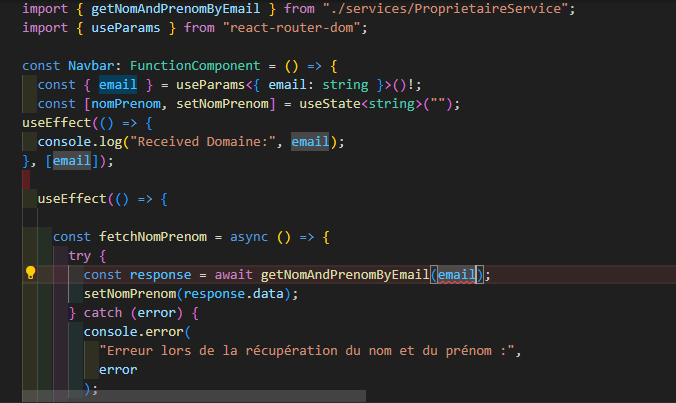 import { getNomAndPrenomByEmail } from "./services/ProprietaireService";
import { useParams } from "react-router-dom";
const Navbar: FunctionComponent = () => {
const { email } = useParams<{ email: string }>()!;
const [nomPrenom, setNomPrenom] = useState<string>("");
useEffect(() => {
console.log("Received Domaine:", email);
}, [email]);
useEffect(() => {
const fetchNomPrenom = async () => {
try {
const response = await getNomAndPrenomByEmail(email);
setNomPrenom(response.data);
} catch (error) {
console.error(
"Erreur lors de la récupération du nom et du prénom :",
error
);